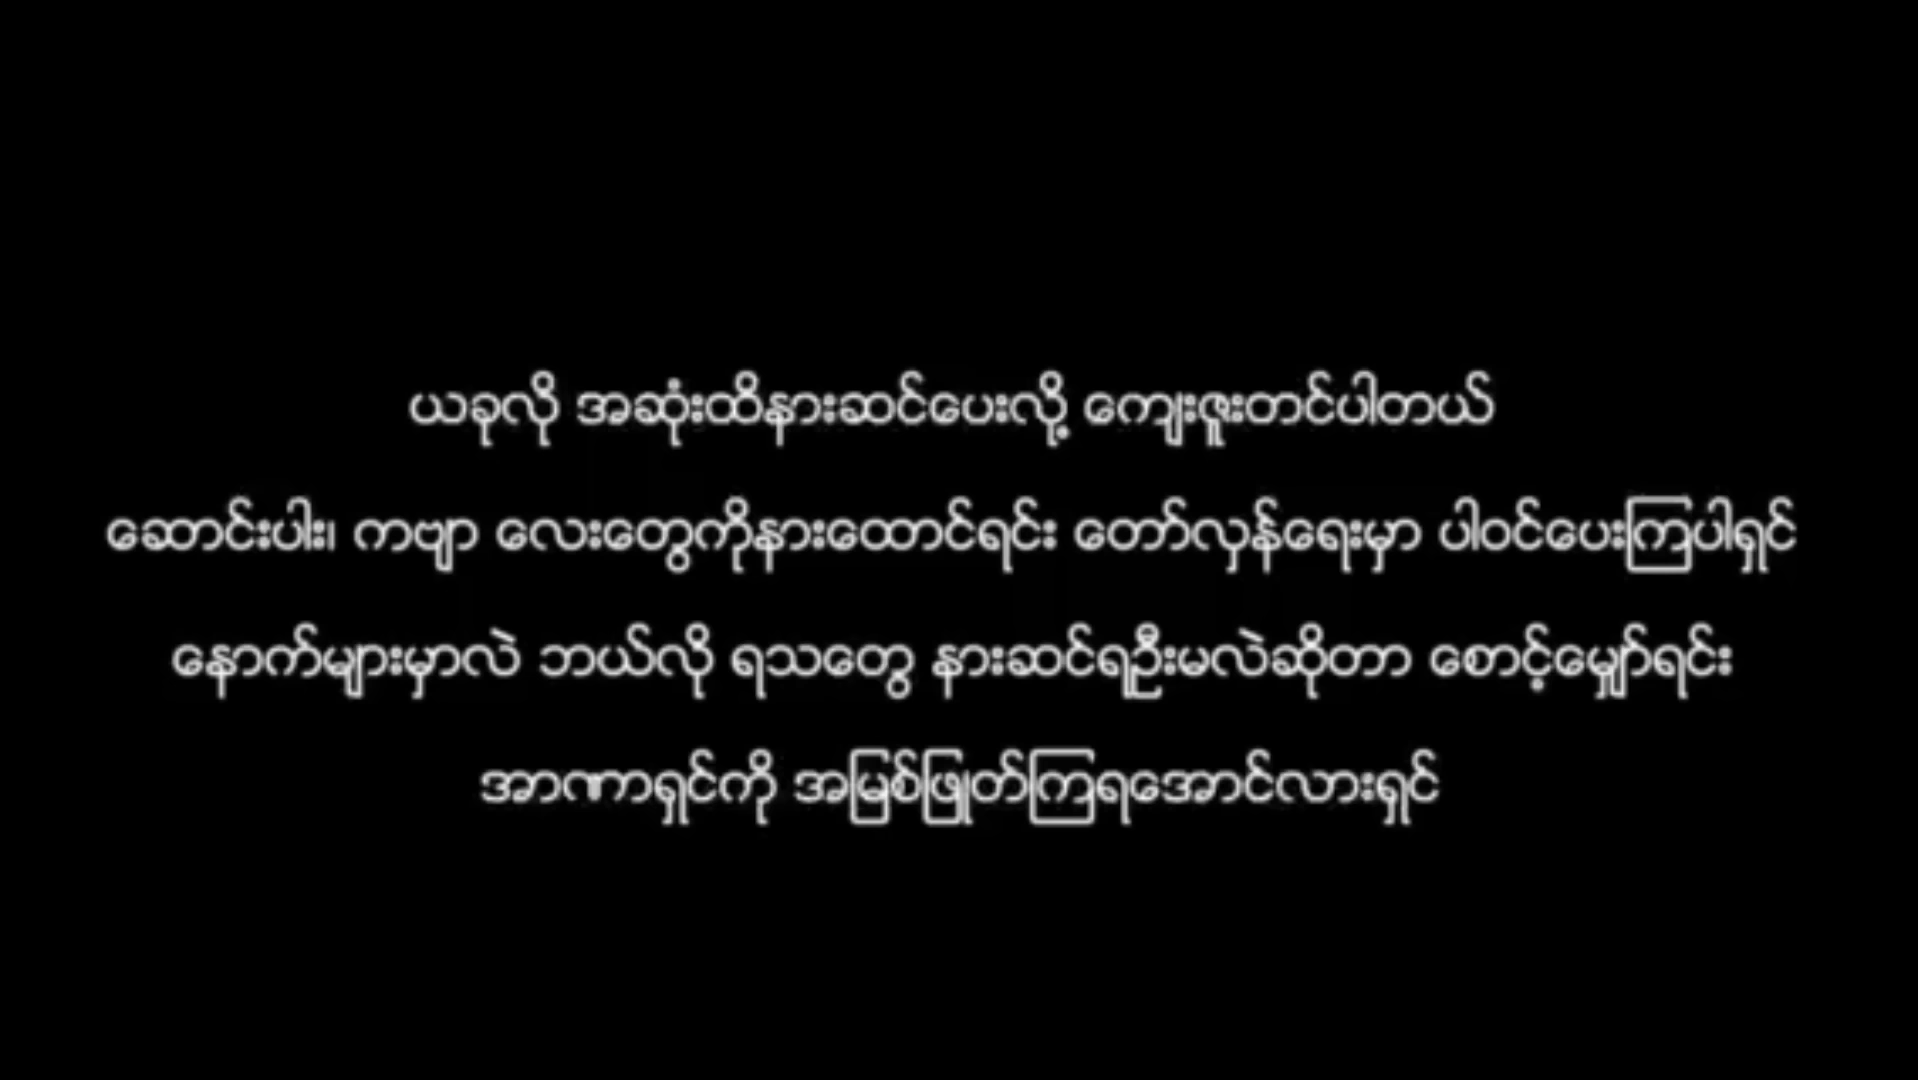 ယခုလို အဆုံးထိနားဆင်ပေးလို့ ကျေးဇူးတင်ပါတယ်
ဆောင်းပါး၊ ကဗျာ လေးတွေကိုနားထောင်ရင်း တော်လှန်ရေးမှာ ပါဝင်ပေးကြပါရှင်
နောက်များမှာလဲ ဘယ်လို ရသတွေ နားဆင်ရဦးမလဲဆိုတာ စောင့်မျှော်ရင်း
အာဏာရှင်ကို အမြစ်ဖြုတ်ကြရအောင်လားရှင်